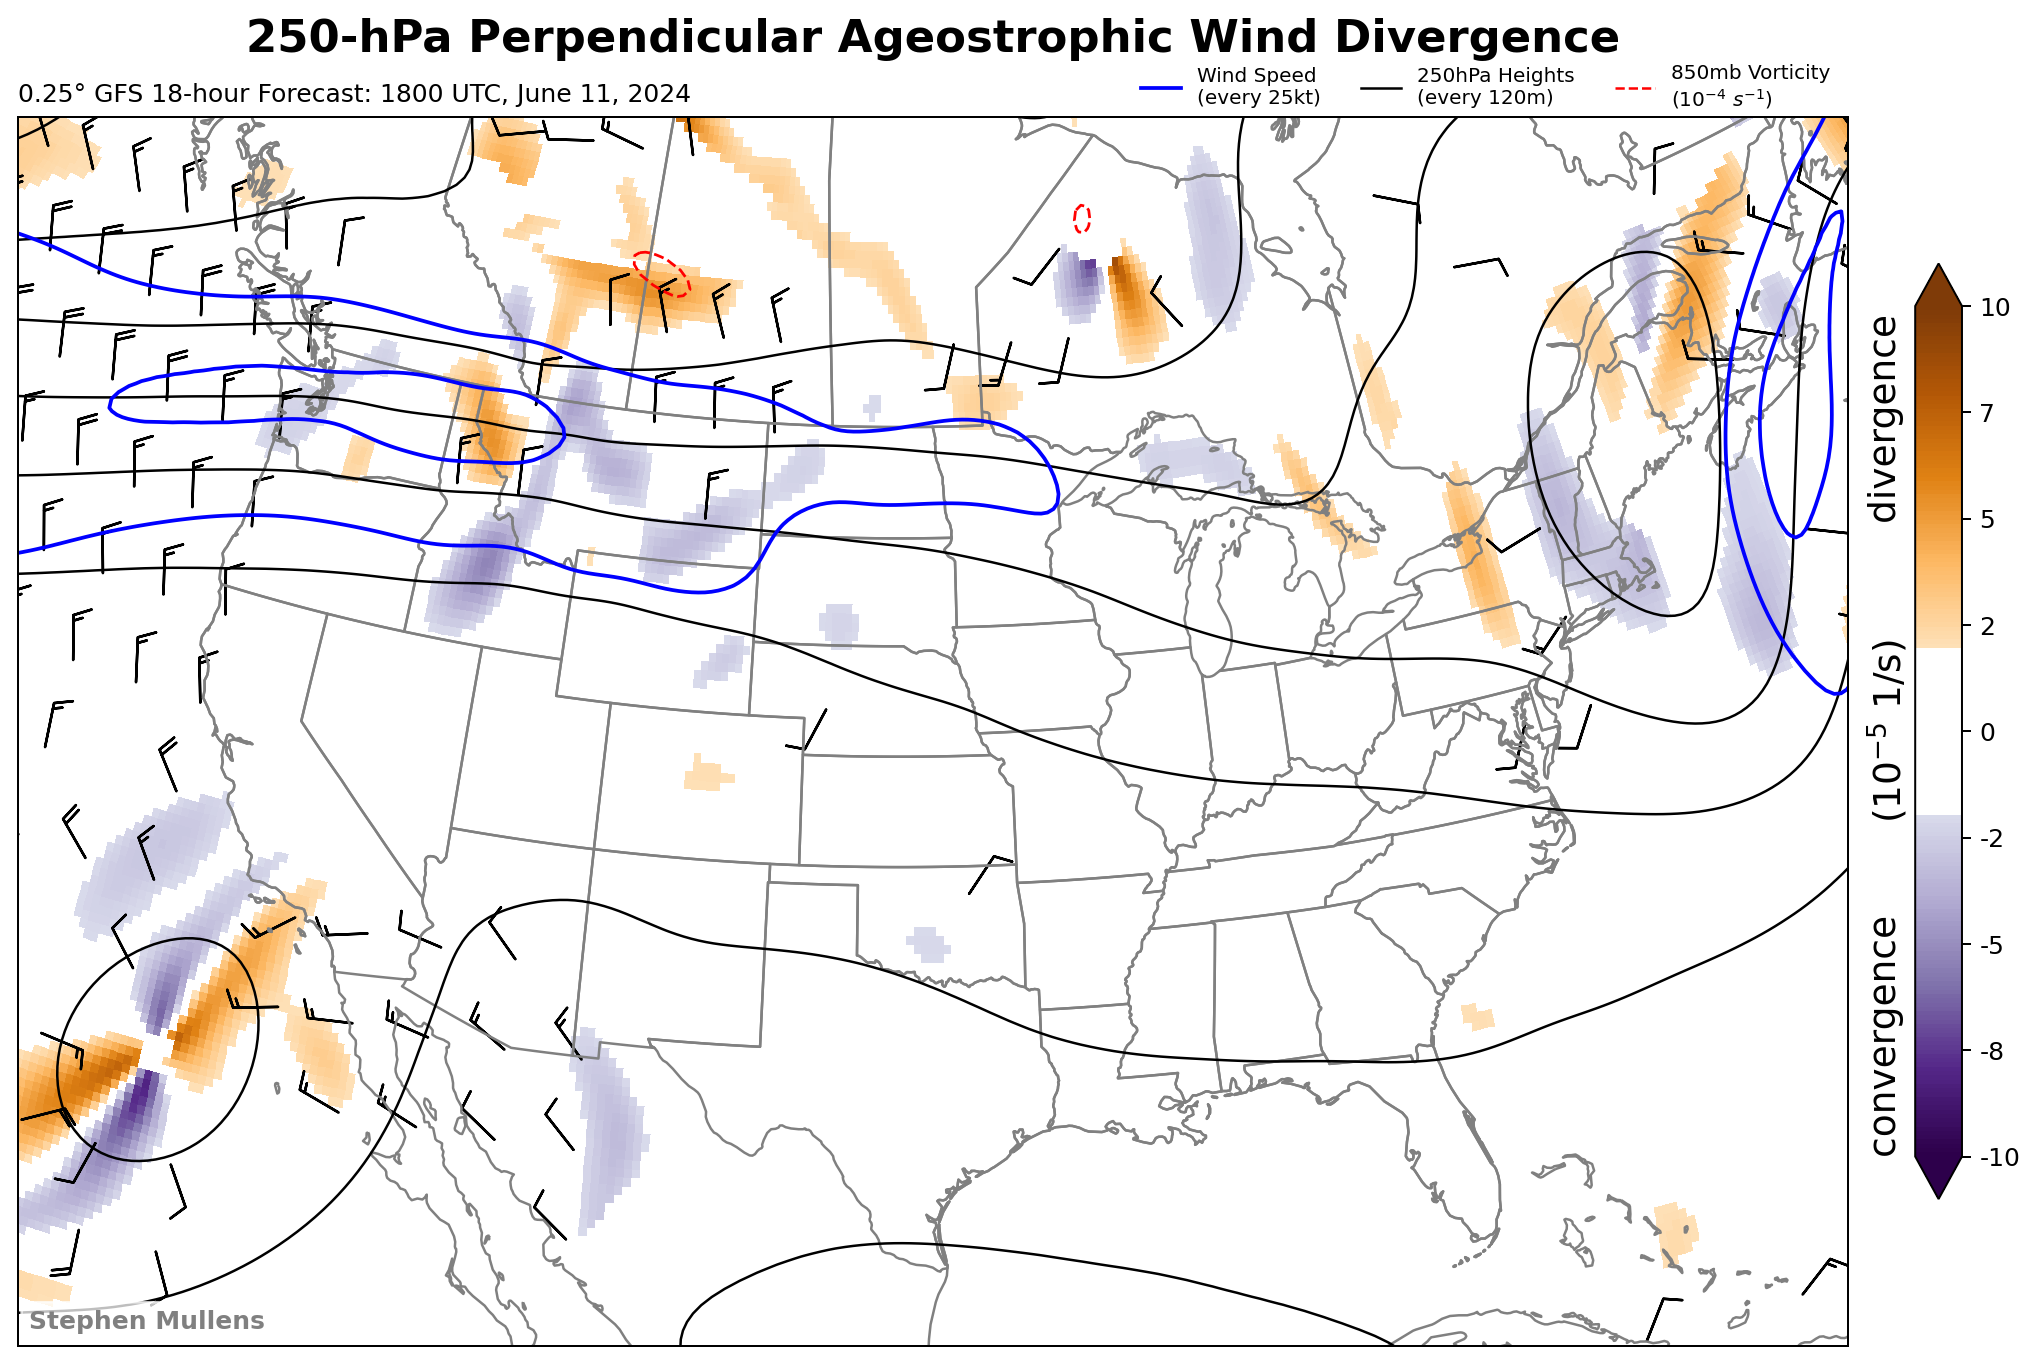 250-hPa Perpendicular Ageostrophic Wind Divergence
0.25° GFS 18-hour Forecast: 1800 UTC, June 11, 2024
Wind Speed
(every 25kt)
250hPa Heights
(every 120m)
850mb Vorticity
(10⁻⁴ s⁻¹)
10
7
5
2
0
-2
-5
-8
-10
convergence (10⁻⁵ 1/s) divergence
Stephen Mullens